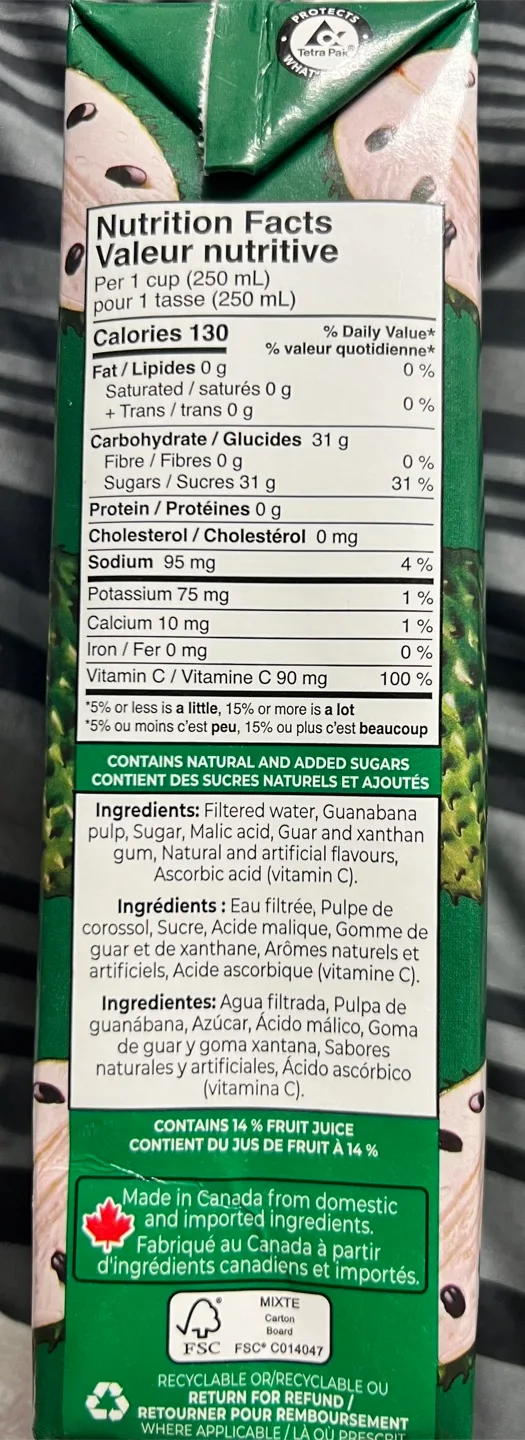 PROTECTS
Tetra Pak
WHAT'S
Nutrition Facts
Valeur nutritive
Per 1 cup (250 mL)
pour 1 tasse (250 mL)
Calories 130
% Daily Value*
% valeur quotidienne*
Fat / Lipides 0 g 0 %
Saturated / saturés 0 g
+ Trans / trans 0 g 0 %
Carbohydrate / Glucides 31 g
Fibre / Fibres 0 g 0 %
Sugars / Sucres 31 g 31 %
Protein / Protéines 0 g
Cholesterol / Cholestérol 0 mg
Sodium 95 mg 4 %
Potassium 75 mg 1 %
Calcium 10 mg 1 %
Iron / Fer 0 mg 0 %
Vitamin C / Vitamine C 90 mg 100 %
*5% or less is a little, 15% or more is a lot
*5% ou moins c'est peu, 15% ou plus c'est beaucoup
CONTAINS NATURAL AND ADDED SUGARS
CONTIENT DES SUCRES NATURELS ET AJOUTÉS
Ingredients: Filtered water, Guanabana
pulp, Sugar, Malic acid, Guar and xanthan
gum, Natural and artificial flavours,
Ascorbic acid (vitamin C).
Ingrédients : Eau filtrée, Pulpe de
corossol, Sucre, Acide malique, Gomme de
guar et de xanthane, Arômes naturels et
artificiels, Acide ascorbique (vitamine C).
Ingredientes: Agua filtrada, Pulpa de
guanábana, Azúcar, Ácido málico, Goma
de guar y goma xantana, Sabores
naturales y artificiales, Ácido ascórbico
(vitamina C).
CONTAINS 14 % FRUIT JUICE
CONTIENT DU JUS DE FRUIT À 14 %
Made in Canada from domestic
and imported ingredients.
Fabriqué au Canada à partir
d'ingrédients canadiens et importés.
MIXTE
Carton
Board
FSC FSC® C014047
RECYCLABLE OR/RECYCLABLE OU
RETURN FOR REFUND /
RETOURNER POUR REMBOURSEMENT
WHERE APPLICABLE / LÀ OÙ PRESCRIT